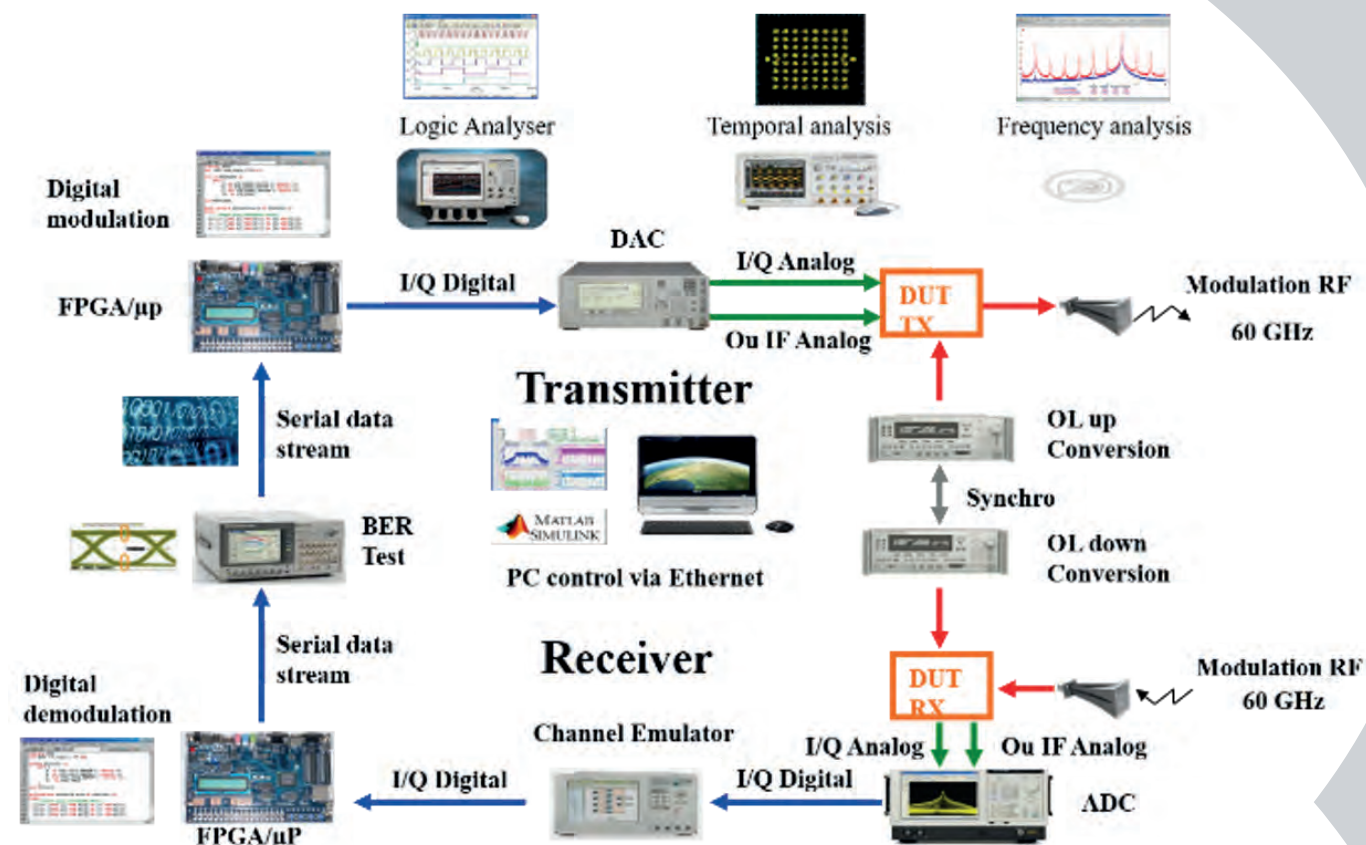 Logic Analyser
Temporal analysis
Frequency analysis
Digital
modulation
DAC
FPGA/µp
I/Q Digital
I/Q Analog
DUT
TX
Modulation RF
60 GHz
Ou IF Analog
Transmitter
Serial data
stream
OL up
Conversion
MATLAB
SIMULINK
Synchro
BER
Test
PC control via Ethernet
OL down
Conversion
Serial data
stream
Receiver
DUT
RX
Modulation RF
60 GHz
Digital
demodulation
Channel Emulator
I/Q Analog
Ou IF Analog
I/Q Digital
I/Q Digital
ADC
FPGA/µP